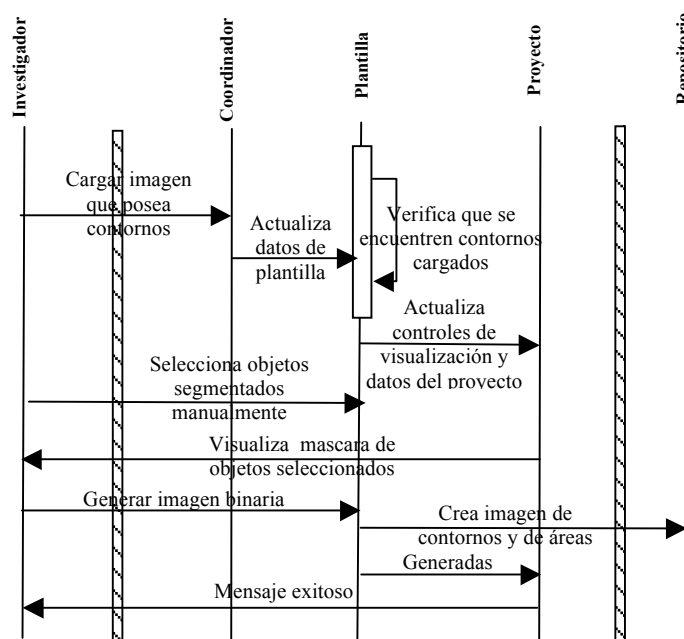 Investigador
Coordinador
Plantilla
Proyecto
Repositorio
Cargar imagen
que posea
contornos
Actualiza
datos de
plantilla
Verifica que se
encuentren contornos
cargados
Actualiza
controles de
visualización y
datos del proyecto
Selecciona objetos
segmentados
manualmente
Visualiza mascara de
objetos seleccionados
Generar imagen binaria
Crea imagen de
contornos y de áreas
Generadas
Mensaje exitoso